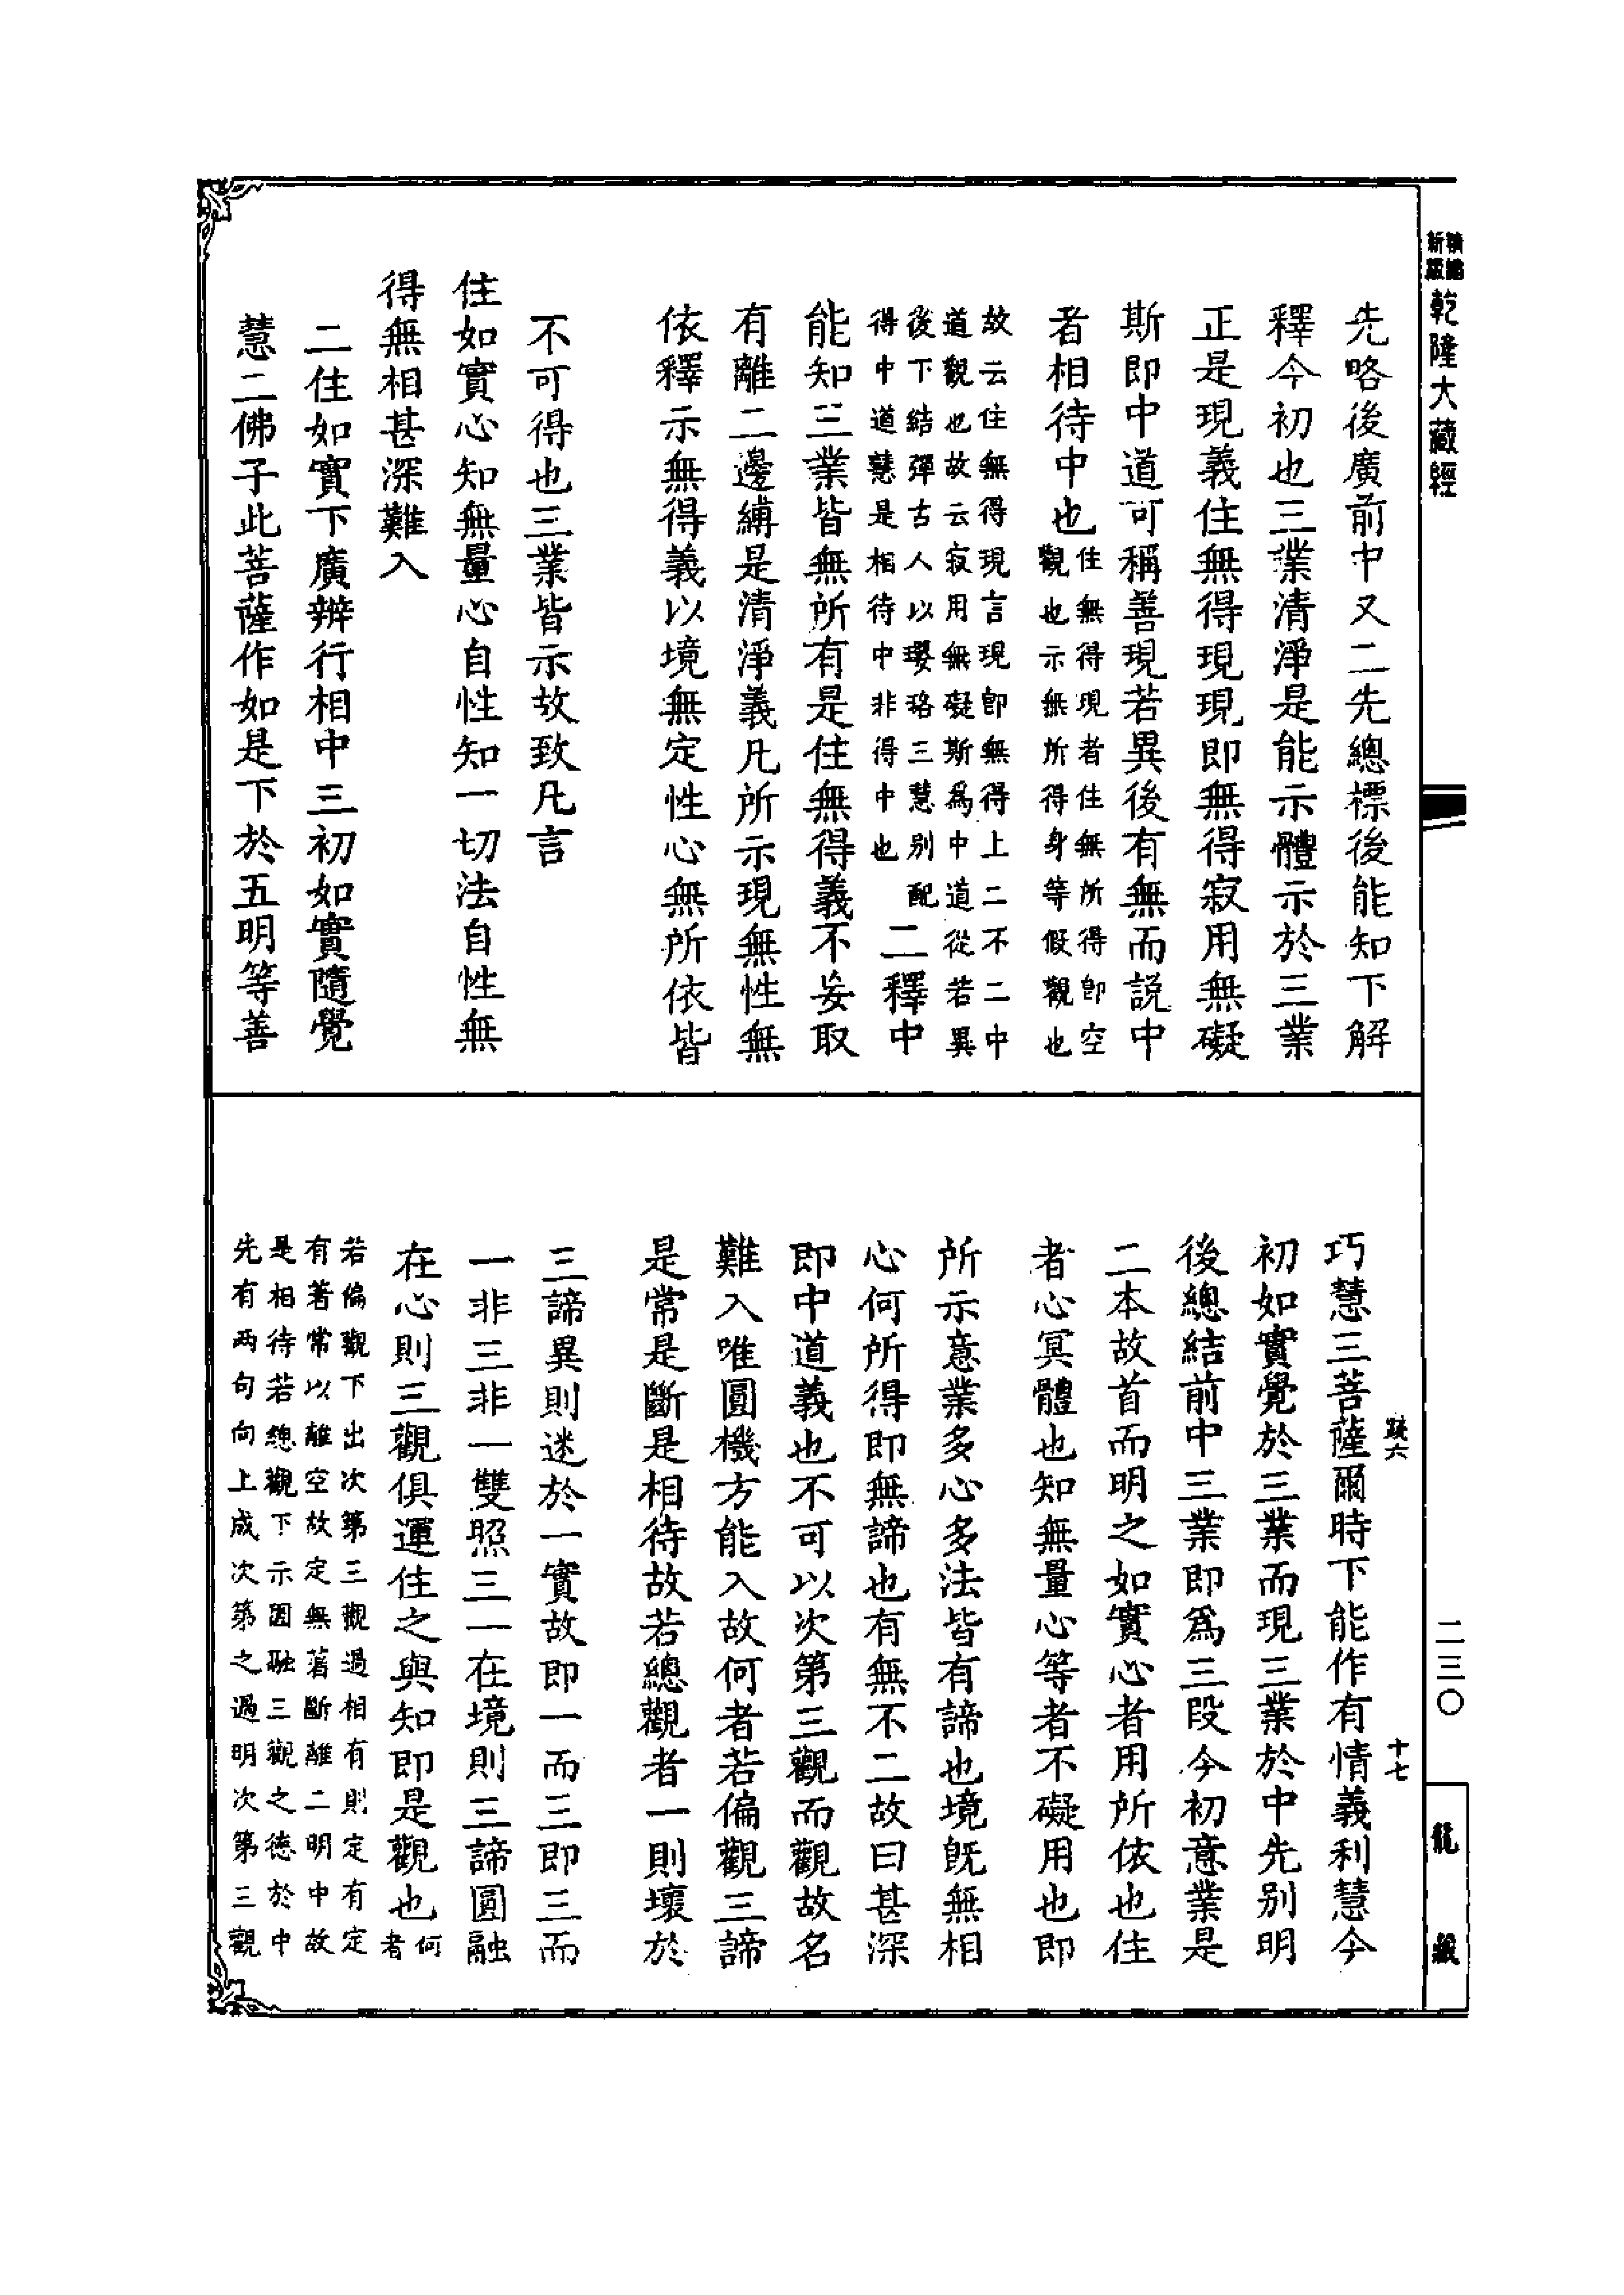 新編縮
乾隆大藏經
先略後廣前中又二先總標後能知下解
釋今初也三業清淨是能示體示於三業
正是現義住無得現現即無得寂用無礙
斯即中道可稱善現若異後有無而說中
者相待中也
住無得現者住無所得即空
觀也示無所得身等假觀也
故云住無得現言現即無得上二不二中
道觀也故云寂用無礙斯為中道從若異
後下結彈古人以瓔珞三慧別配
得中道慧是相待中非得中也
二釋中
能知三業皆無所有是住無得義不妄取
有離二邊縛是清淨義凡所示現無性無
依釋示無得義以境無定性心無所依皆
不可得也三業皆示故致凡言
住如實心知無量心自性知一切法自性無
得無相甚深難入
二住如實下廣辨行相中三初如實隨覺
慧二佛子此菩薩作如是下於五明等善
巧慧三菩薩爾時下能作有情義利慧今
初如實覺於三業而現三業於中先別明
後總結前中三業即為三段今初意業是
二本故首而明之如實心者用所依也住
者心冥體也知無量心等者不礙用也即
所示意業多心多法皆有諦也境既無相
心何所得即無諦也有無不二故曰甚深
即中道義也不可以次第三觀而觀故名
難入唯圓機方能入故何者若偏觀三諦
是常是斷是相待故若總觀者一則壞於
三諦異則迷於一實故即一而三即三而
一非三非一雙照三一在境則三諦圓融
在心則三觀俱運住之與知即是觀也
何
者
若偏觀下出次第三觀過相有則定有定
有著常以離空故定無著斷離二明中故
是相待若總觀下示圓融三觀之德於中
先有兩句向上成次第之過明次第三觀
疑六
十七
二三〇
龍藏